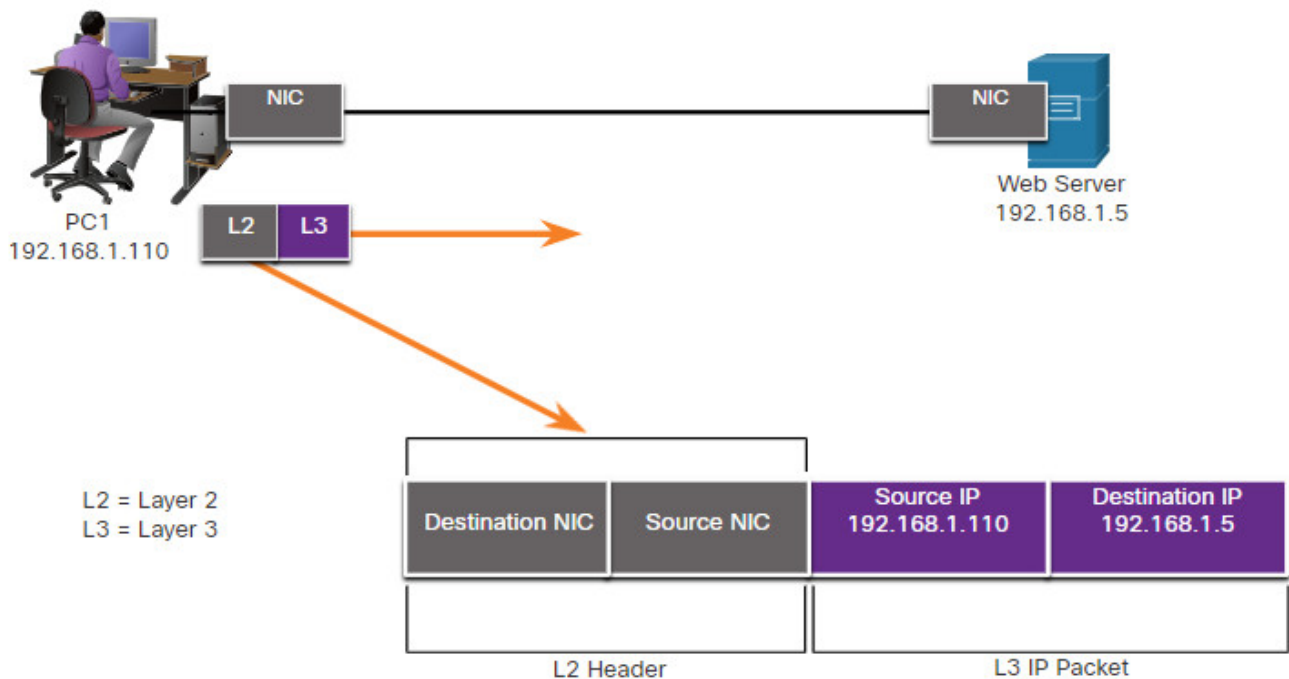 NIC
NIC
PC1
192.168.1.110
Web Server
192.168.1.5
L2
L3
L2 = Layer 2
L3 = Layer 3
Destination NIC
Source NIC
Source IP
192.168.1.110
Destination IP
192.168.1.5
L2 Header
L3 IP Packet